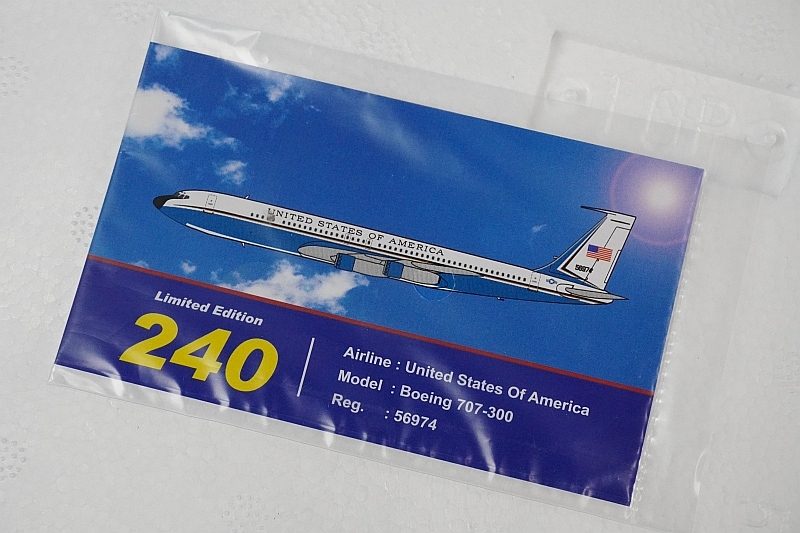 UNITED STATES OF AMERICA
56974
Limited Edition
240
Airline : United States Of America
Model : Boeing 707-300
Reg. : 56974